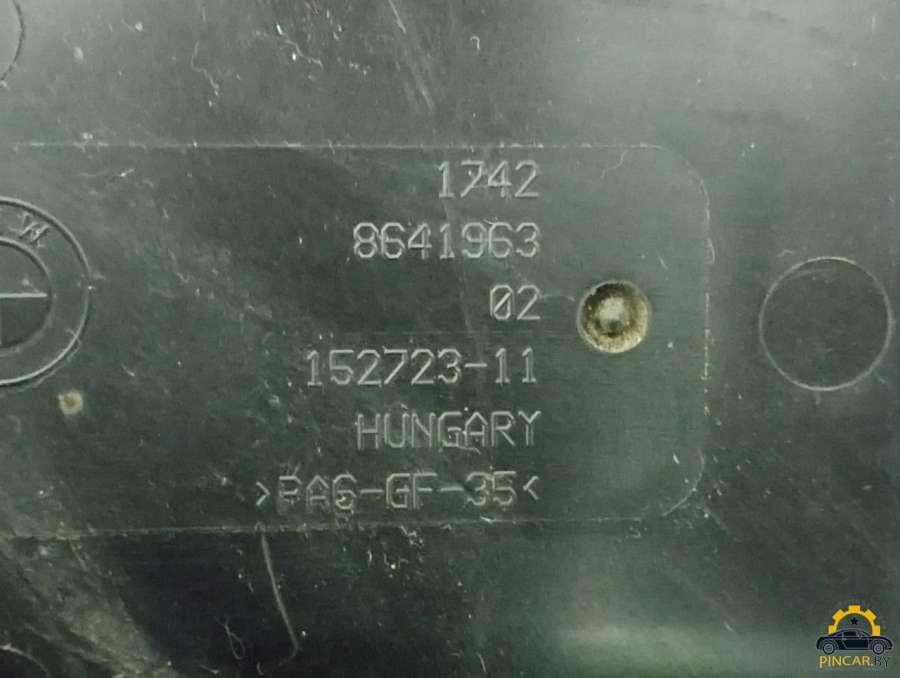 1742
8641963
02
152723-11
HUNGARY
>PA6-GF-35<
W
PINCAR.BY